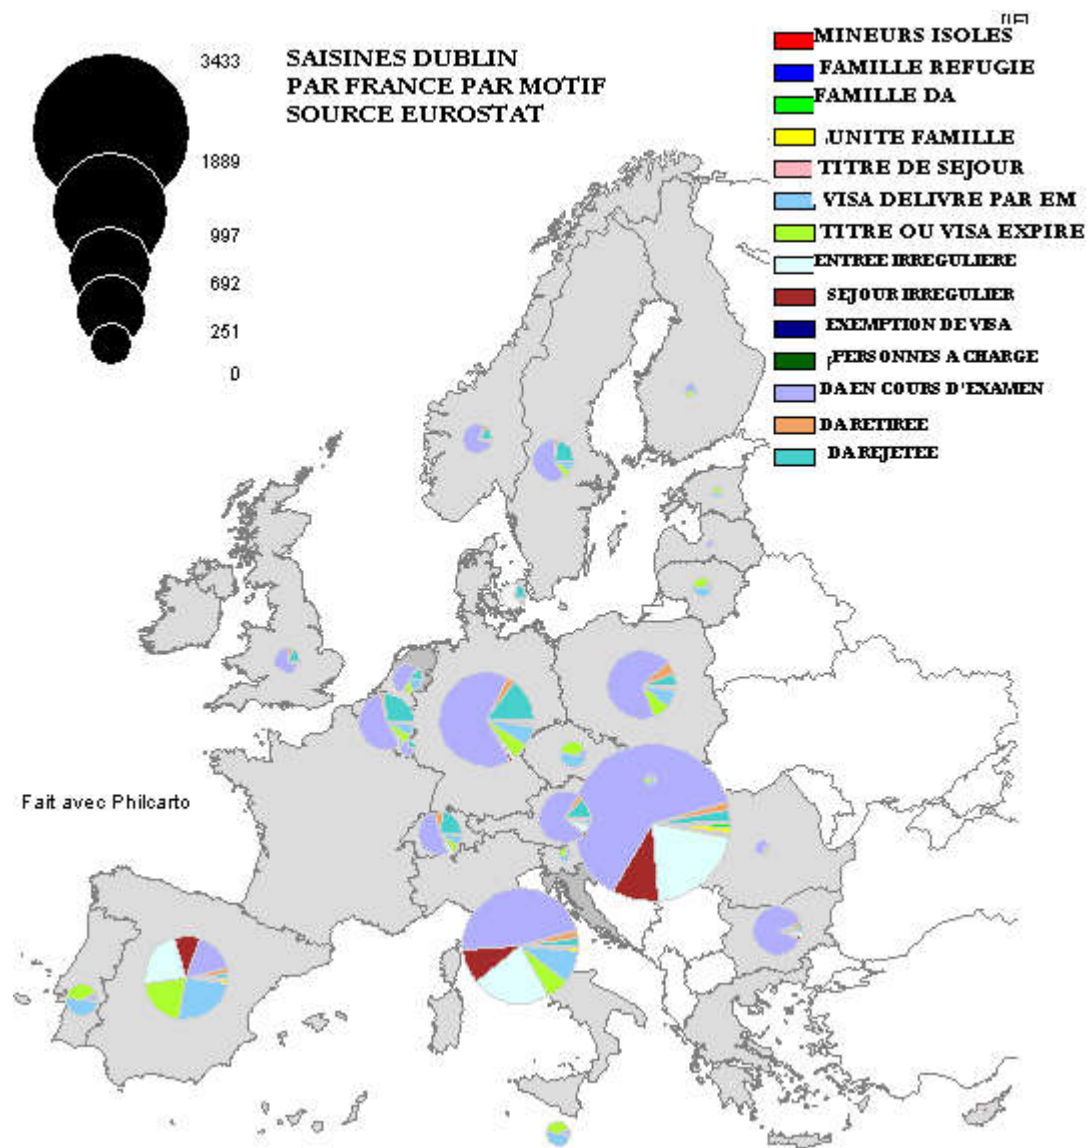 3433
1889
997
692
251
0
SAISINES DUBLIN
PAR FRANCE PAR MOTIF
SOURCE EUROSTAT
MINEURS ISOLES
FAMILLE REFUGIE
FAMILLE DA
UNITE FAMILLE
TITRE DE SEJOUR
VISA DELIVRE PAR EM
TITRE OU VISA EXPIRE
ENTREE IRREGULIERE
SEJOUR IRREGULIER
EXEMPTION DE VISA
PERSONNES A CHARGE
DA EN COURS D'EXAMEN
DA RETIREE
DA REJETEE
Fait avec Philcarto